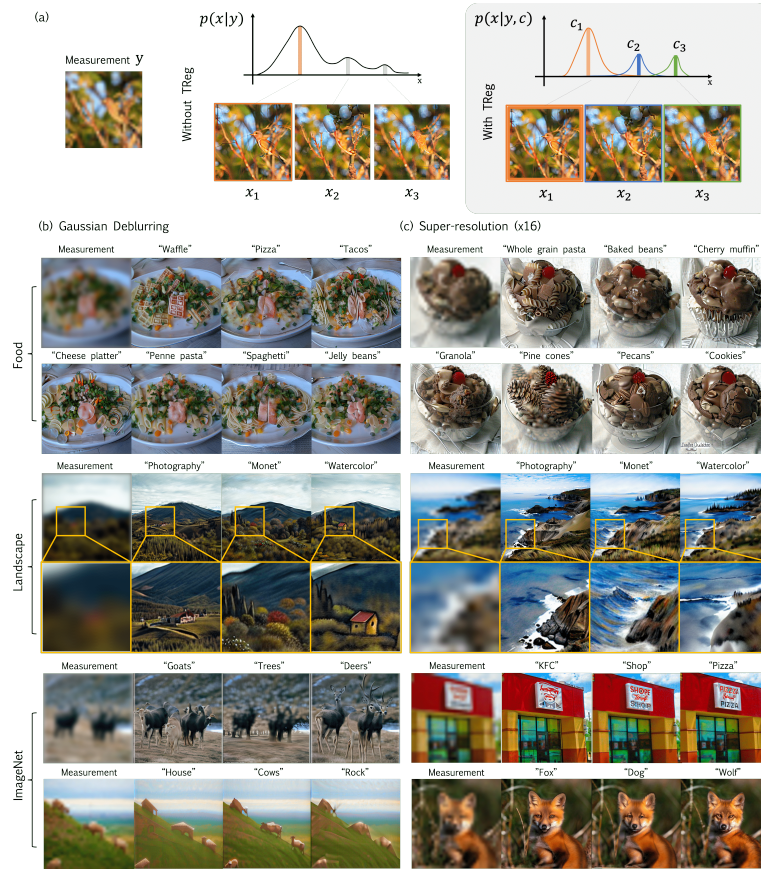 (a)
Measurement y
p(x|y)
x
Without TReg
x₁
x₂
x₃
p(x|y, c)
c₁
c₂
c₃
x
With TReg
x₁
x₂
x₃
(b) Gaussian Deblurring
(c) Super-resolution (x16)
Food
Measurement
“Waffle”
“Pizza”
“Tacos”
“Cheese platter”
“Penne pasta”
“Spaghetti”
“Jelly beans”
Measurement
“Whole grain pasta
“Baked beans”
“Cherry muffin”
“Granola”
“Pine cones”
“Pecans”
“Cookies”
Landscape
Measurement
“Photography”
“Monet”
“Watercolor”
Measurement
“Photography”
“Monet”
“Watercolor”
ImageNet
Measurement
“Goats”
“Trees”
“Deers”
Measurement
“KFC”
“Shop”
“Pizza”
PIZZA
Measurement
“House”
“Cows”
“Rock”
Measurement
“Fox”
“Dog”
“Wolf”